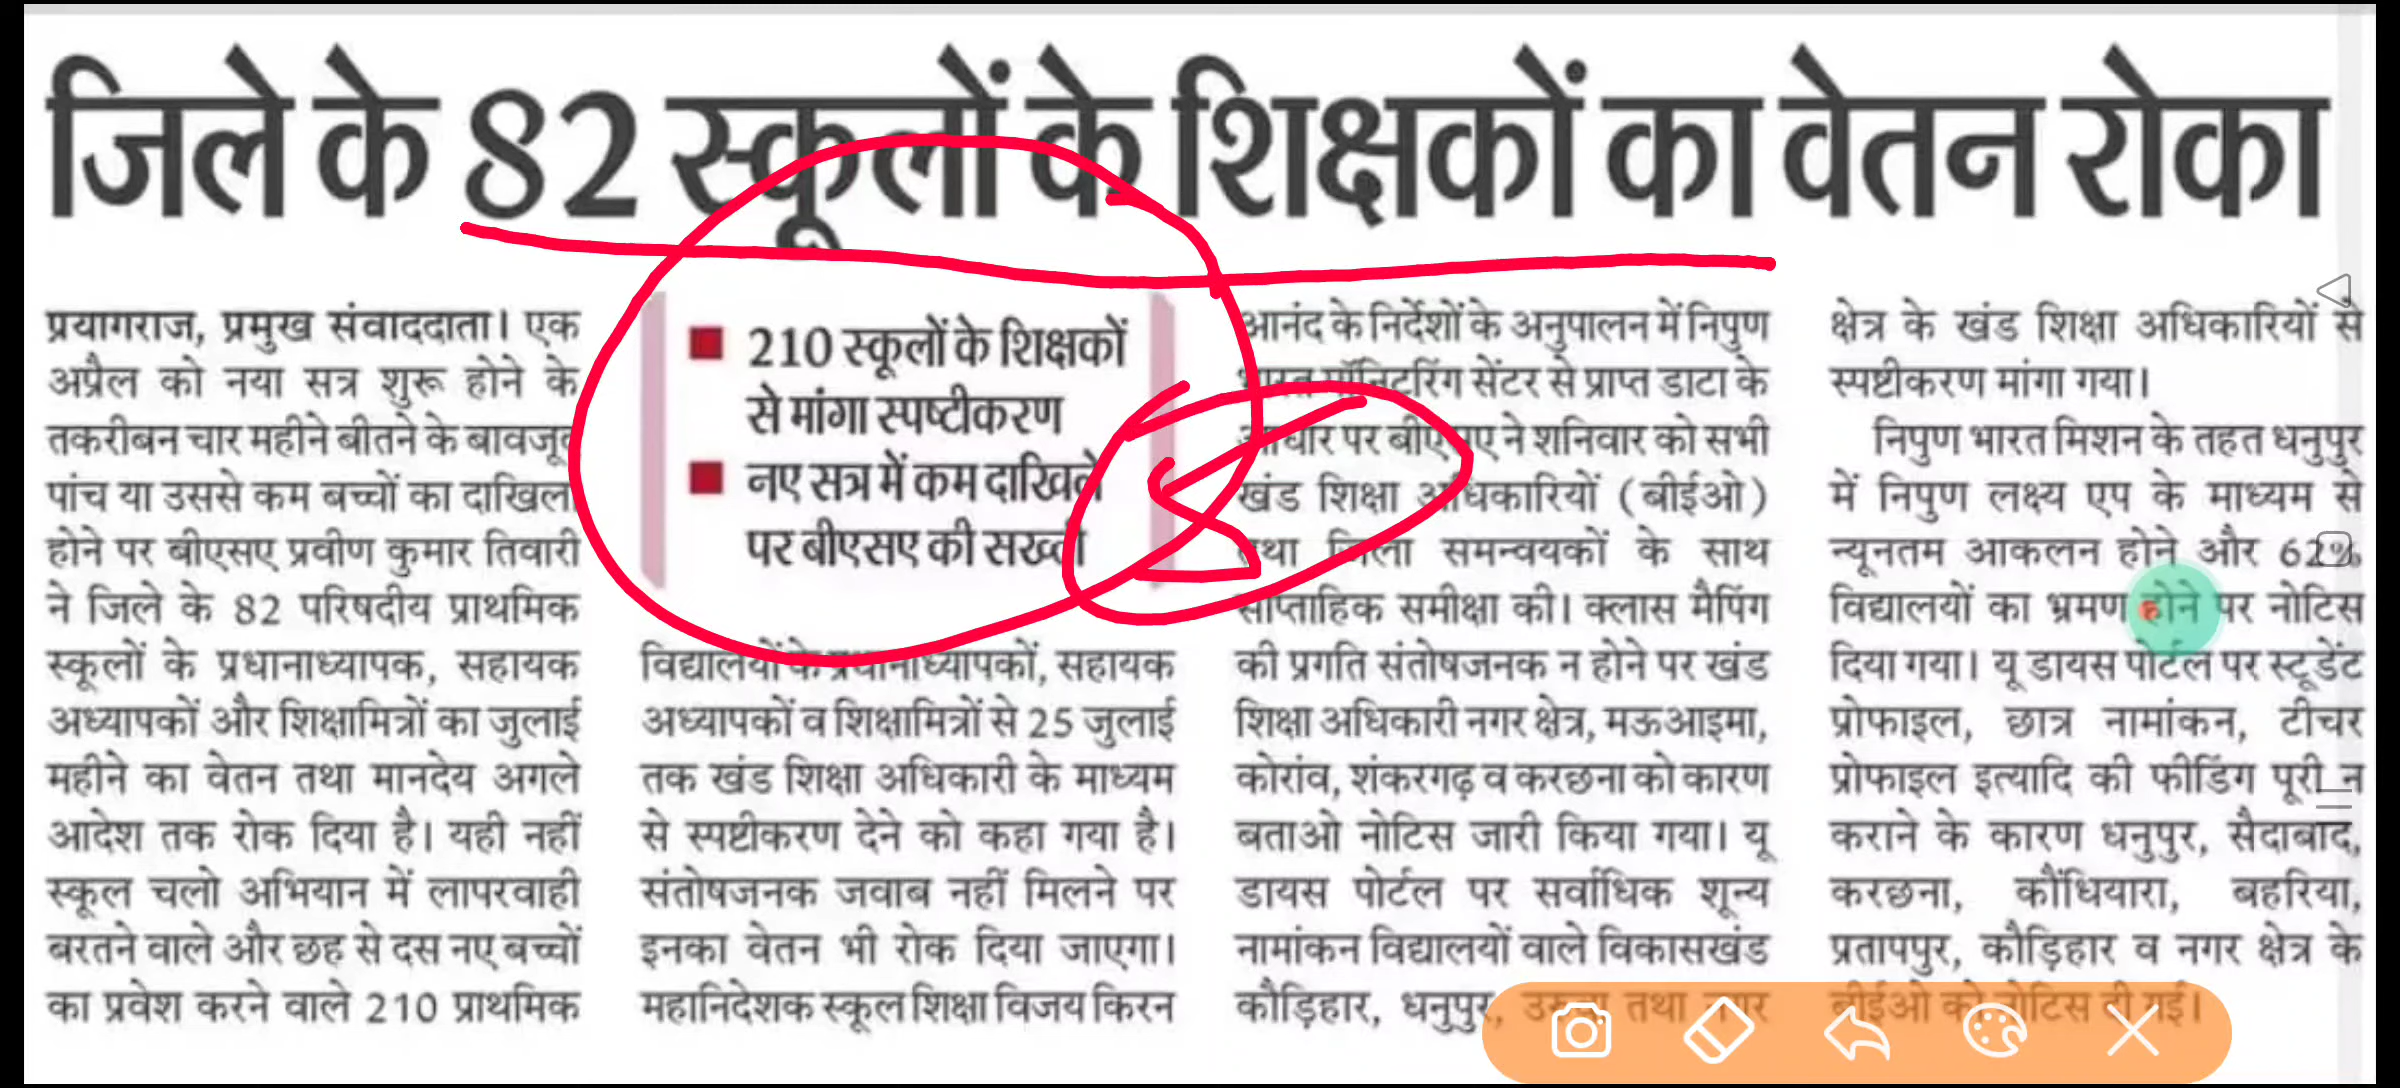 जिले के 82 स्कूलों के शिक्षकों का वेतन रोका
प्रयागराज, प्रमुख संवाददाता। एक
अप्रैल को नया सत्र शुरू होने के
तकरीबन चार महीने बीतने के बावजूद
पांच या उससे कम बच्चों का दाखिला
होने पर बीएसए प्रवीण कुमार तिवारी
ने जिले के 82 परिषदीय प्राथमिक
स्कूलों के प्रधानाध्यापक, सहायक
अध्यापकों और शिक्षामित्रों का जुलाई
महीने का वेतन तथा मानदेय अगले
आदेश तक रोक दिया है। यही नहीं
स्कूल चलो अभियान में लापरवाही
बरतने वाले और छह से दस नए बच्चों
का प्रवेश करने वाले 210 प्राथमिक
210 स्कूलों के शिक्षकों
से मांगा स्पष्टीकरण
नए सत्र में कम दाखिले
पर बीएसए की सख्ती
विद्यालयों के प्रधानाध्यापकों, सहायक
अध्यापकों व शिक्षामित्रों से 25 जुलाई
तक खंड शिक्षा अधिकारी के माध्यम
से स्पष्टीकरण देने को कहा गया है।
संतोषजनक जवाब नहीं मिलने पर
इनका वेतन भी रोक दिया जाएगा।
महानिदेशक स्कूल शिक्षा विजय किरन
आनंद के निर्देशों के अनुपालन में निपुण
भारत मॉनिटरिंग सेंटर से प्राप्त डाटा के
आधार पर बीएसए ने शनिवार को सभी
खंड शिक्षा अधिकारियों (बीईओ)
तथा जिला समन्वयकों के साथ
साप्ताहिक समीक्षा की। क्लास मैपिंग
की प्रगति संतोषजनक न होने पर खंड
शिक्षा अधिकारी नगर क्षेत्र, मऊआइमा,
कोरांव, शंकरगढ़ व करछना को कारण
बताओ नोटिस जारी किया गया। यू
डायस पोर्टल पर सर्वाधिक शून्य
नामांकन विद्यालयों वाले विकासखंड
कौड़िहार, धनुपुर, उरुवा तथा नगर
क्षेत्र के खंड शिक्षा अधिकारियों से
स्पष्टीकरण मांगा गया।
निपुण भारत मिशन के तहत धनुपुर
में निपुण लक्ष्य एप के माध्यम से
न्यूनतम आकलन होने और 62%
विद्यालयों का भ्रमण होने पर नोटिस
दिया गया। यू डायस पोर्टल पर स्टूडेंट
प्रोफाइल, छात्र नामांकन, टीचर
प्रोफाइल इत्यादि की फीडिंग पूरी न
कराने के कारण धनुपुर, सैदाबाद,
करछना, कौंधियारा, बहरिया,
प्रतापपुर, कौड़िहार व नगर क्षेत्र के
बीईओ को नोटिस दी गई।